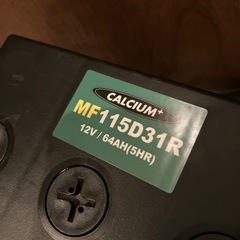 CALCIUM+
MF115D31R
12V / 64AH(5HR)